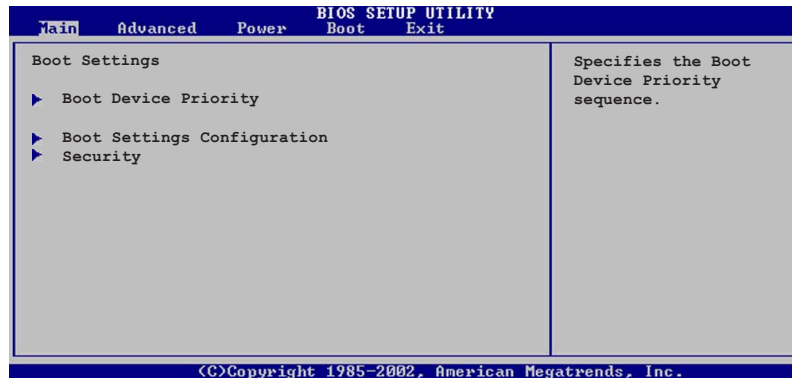 BIOS SETUP UTILITY
Main Advanced Power Boot Exit
Boot Settings
Boot Device Priority
Boot Settings Configuration
Security
Specifies the Boot
Device Priority
sequence.
(C)Copyright 1985-2002, American Megatrends, Inc.